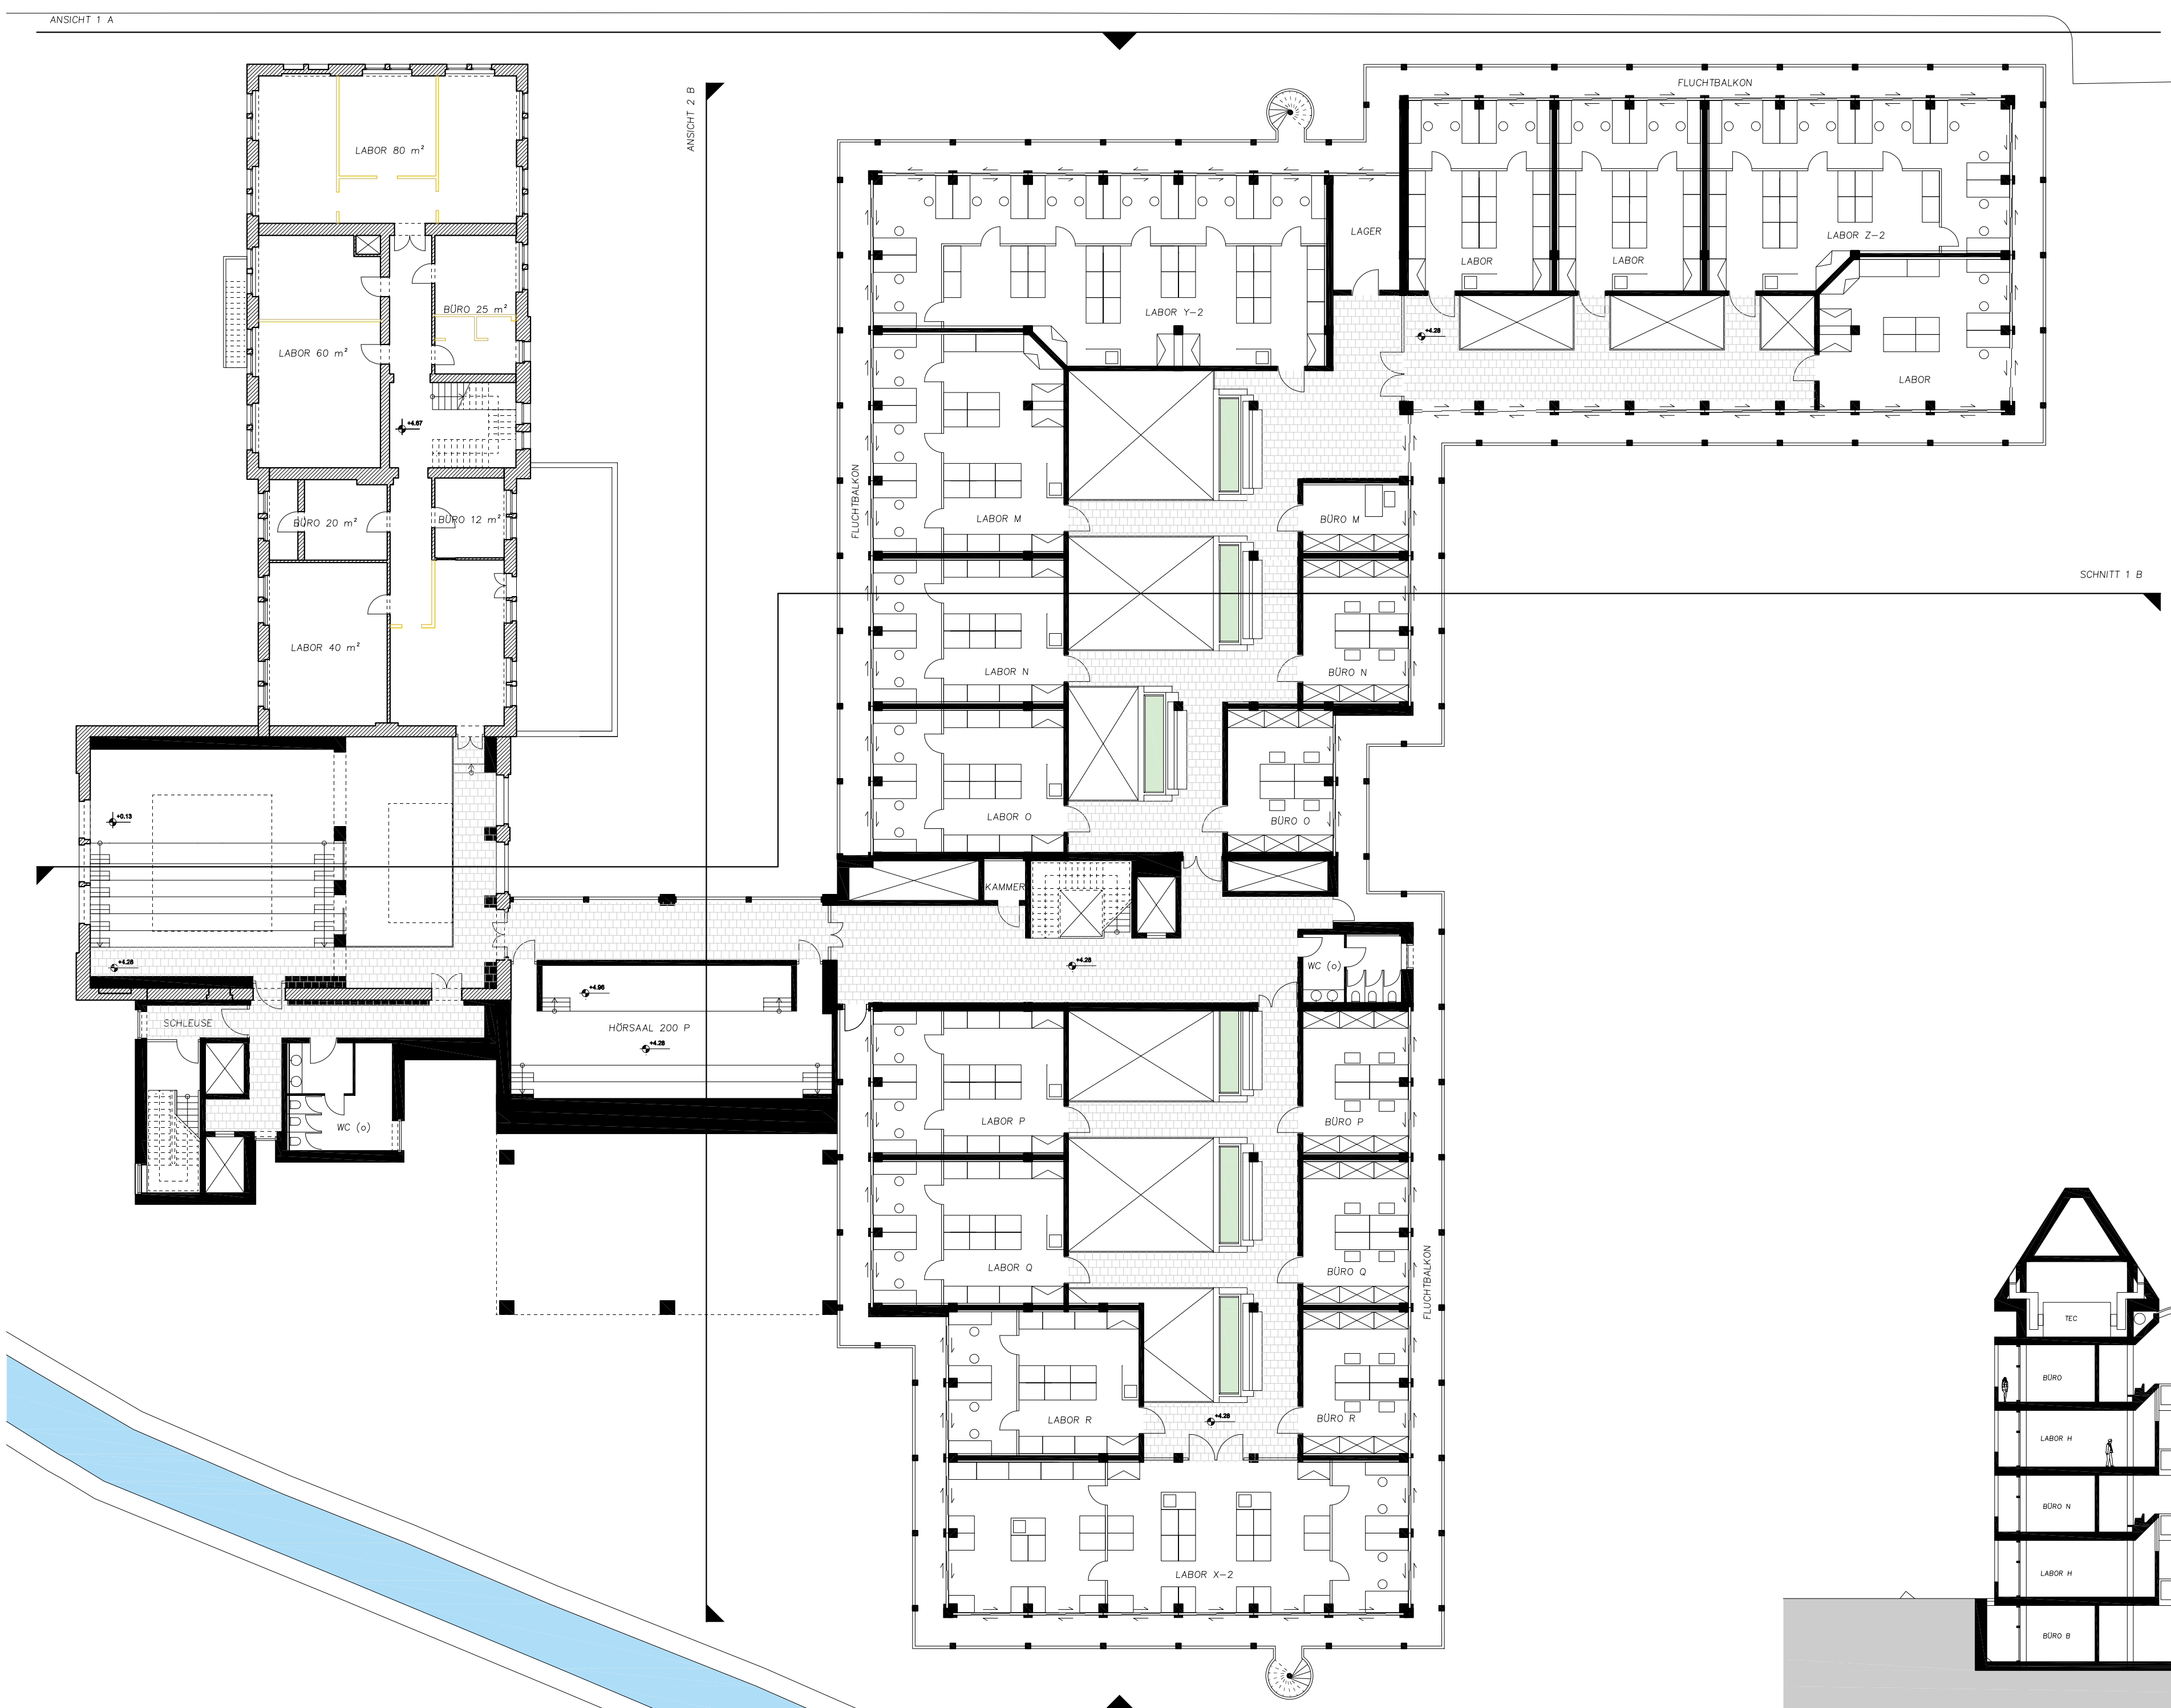 ANSICHT 1 A
ANSICHT 2 B
FLUCHTBALKON
LABOR 80 m²
LAGER
LABOR
LABOR
LABOR Z-2
BÜRO 25 m²
LABOR Y-2
+4.28
LABOR 60 m²
LABOR
+4.67
FLUCHTBALKON
BÜRO 20 m²
BÜRO 12 m²
LABOR M
BÜRO M
SCHNITT 1 B
LABOR 40 m²
LABOR N
BÜRO N
+0.13
LABOR O
BÜRO O
KAMMER
+4.28
+4.28
WC (o)
+4.96
SCHLEUSE
HÖRSAAL 200 P
+4.28
WC (o)
LABOR P
BÜRO P
LABOR Q
BÜRO Q
FLUCHTBALKON
LABOR R
+4.28
BÜRO R
LABOR X-2
TEC
BÜRO
LABOR H
BÜRO N
LABOR H
BÜRO B